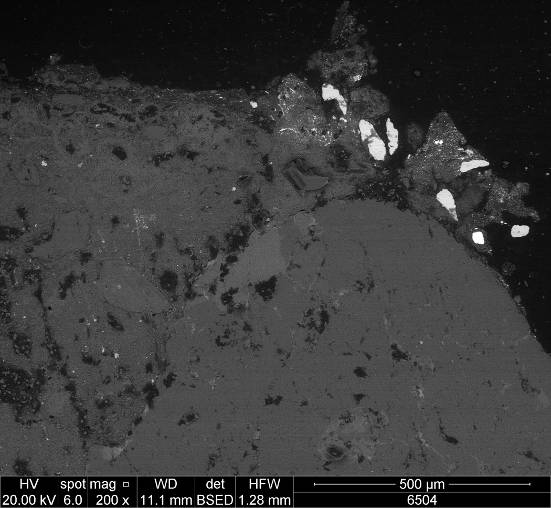 HV spot mag □ WD det HFW 500 µm
20.00 kV 6.0 200 x 11.1 mm BSED 1.28 mm 6504